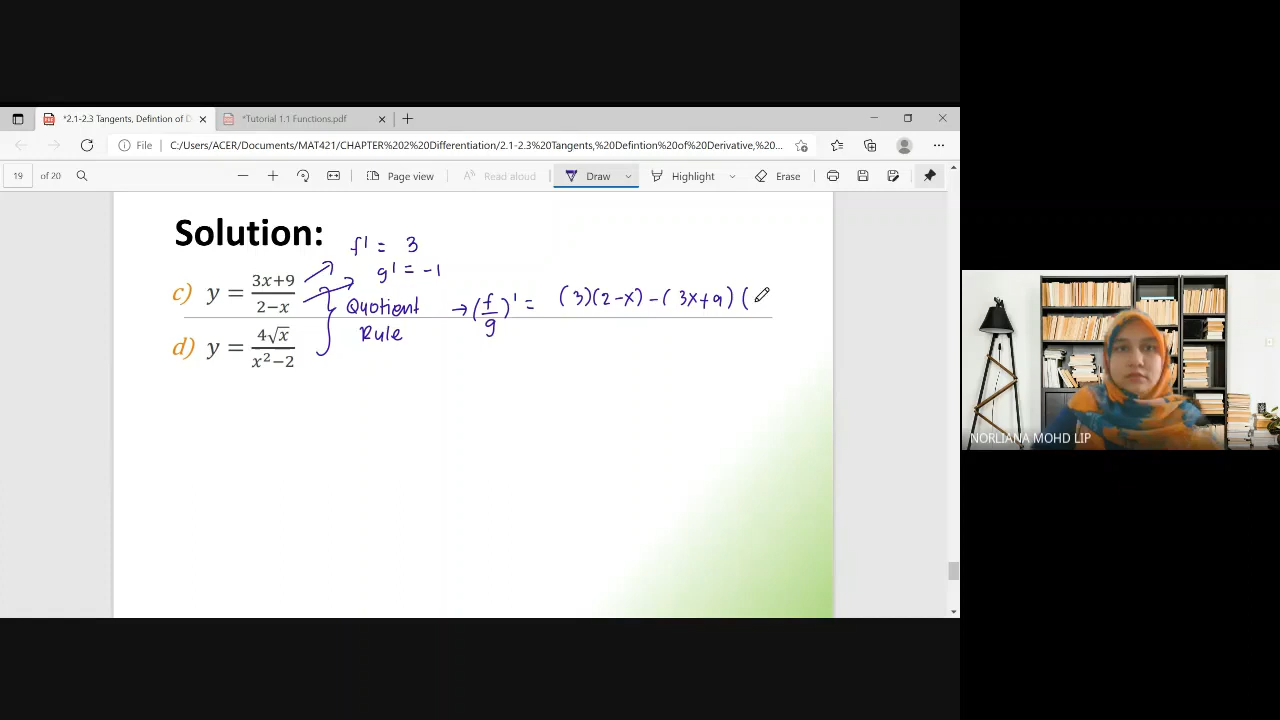 *2.1-2.3 Tangents, Defintion of D
*Tutorial 1.1 Functions.pdf
File C:/Users/ACER/Documents/MAT421/CHAPTER%202%20Differentiation/2.1-2.3%20Tangents,%20Defintion%20of%20Derivative,%20...
19 of 20 Page view Read aloud Draw Highlight Erase
Solution:
f' = 3
g' = -1
c) y = (3x+9)/(2−x)
Quotient Rule → (f/g)' = (3)(2-x) - (3x+9)(
d) y = (4√x)/(x²−2)
NORLIANA MOHD LIP